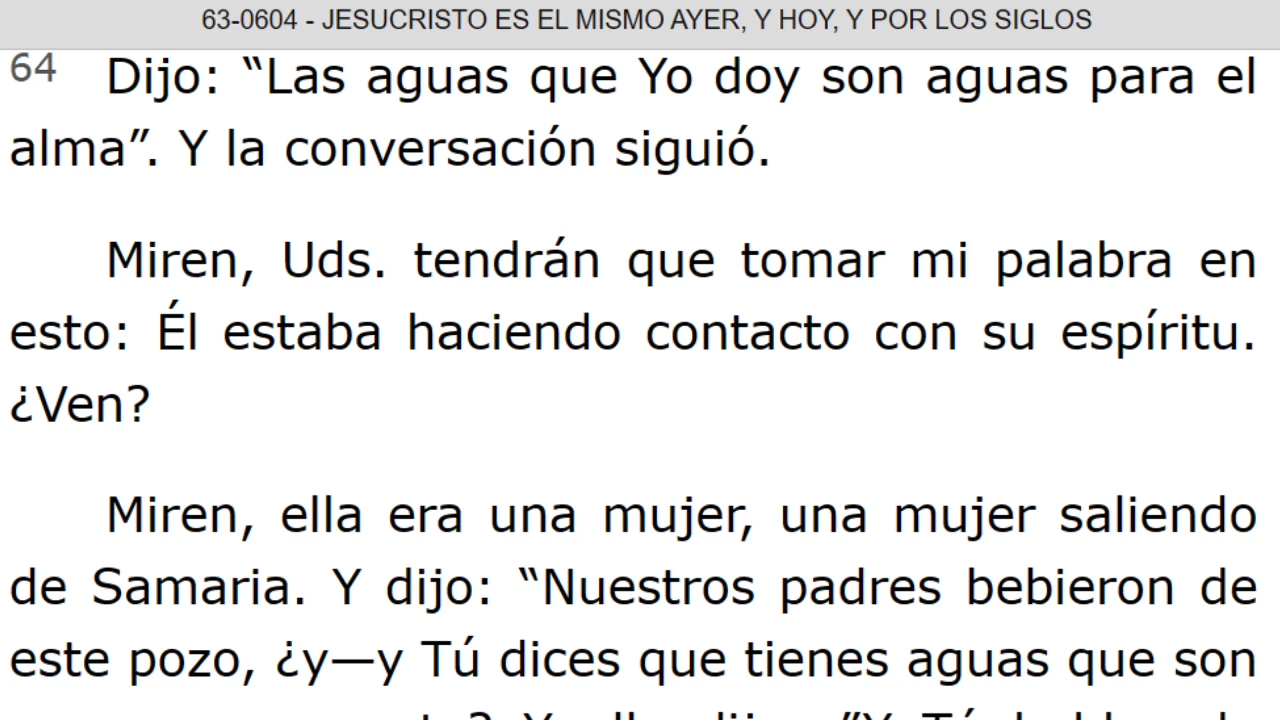 63-0604 - JESUCRISTO ES EL MISMO AYER, Y HOY, Y POR LOS SIGLOS
64 Dijo: “Las aguas que Yo doy son aguas para el
alma”. Y la conversación siguió.
Miren, Uds. tendrán que tomar mi palabra en
esto: Él estaba haciendo contacto con su espíritu.
¿Ven?
Miren, ella era una mujer, una mujer saliendo
de Samaria. Y dijo: “Nuestros padres bebieron de
este pozo, ¿y—y Tú dices que tienes aguas que son